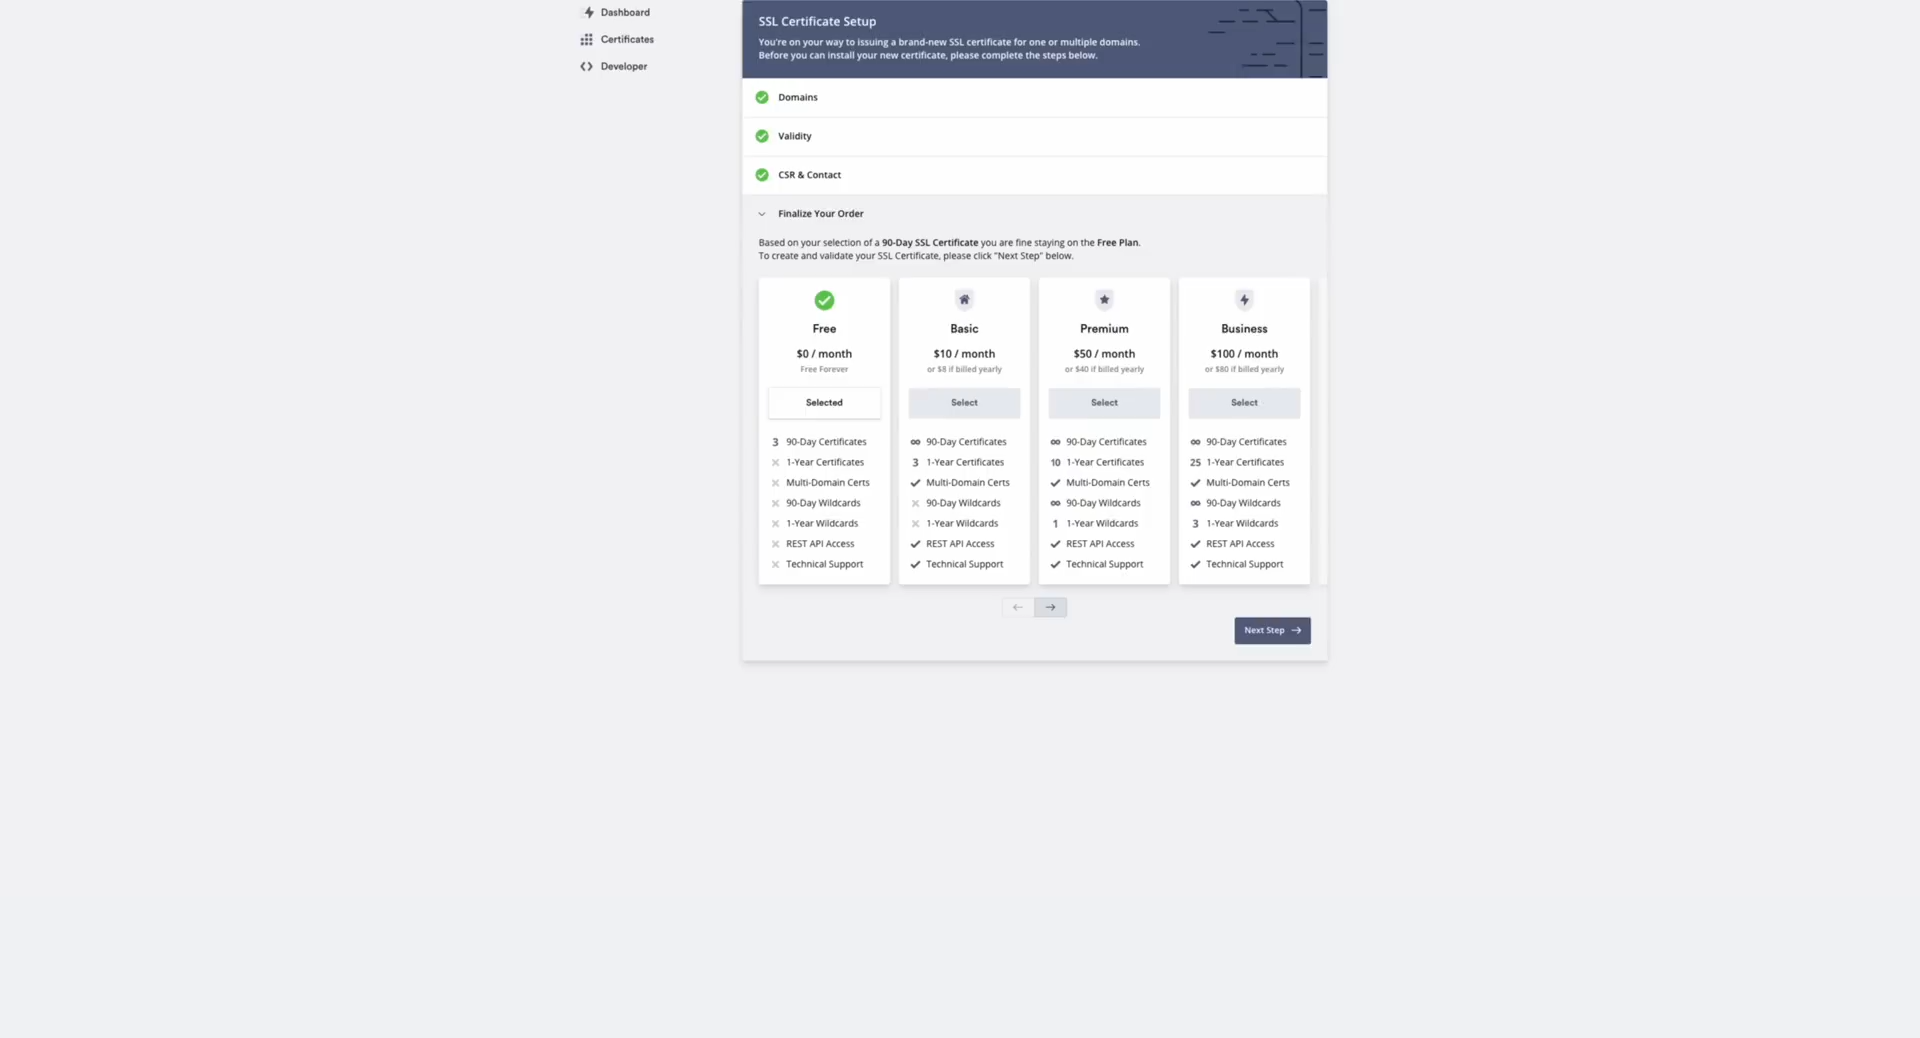 Dashboard
Certificates
Developer
SSL Certificate Setup
You're on your way to issuing a brand-new SSL certificate for one or multiple domains.
Before you can install your new certificate, please complete the steps below.
Domains
Validity
CSR & Contact
Finalize Your Order
Based on your selection of a 90-Day SSL Certificate you are fine staying on the Free Plan.
To create and validate your SSL Certificate, please click "Next Step" below.
Free
$0 / month
Free Forever
Selected
3 90-Day Certificates
1-Year Certificates
Multi-Domain Certs
90-Day Wildcards
1-Year Wildcards
REST API Access
Technical Support
Basic
$10 / month
or $8 if billed yearly
Select
∞ 90-Day Certificates
3 1-Year Certificates
Multi-Domain Certs
90-Day Wildcards
1-Year Wildcards
REST API Access
Technical Support
Premium
$50 / month
or $40 if billed yearly
Select
∞ 90-Day Certificates
10 1-Year Certificates
Multi-Domain Certs
∞ 90-Day Wildcards
1 1-Year Wildcards
REST API Access
Technical Support
Business
$100 / month
or $80 if billed yearly
Select
∞ 90-Day Certificates
25 1-Year Certificates
Multi-Domain Certs
∞ 90-Day Wildcards
3 1-Year Wildcards
REST API Access
Technical Support
Next Step